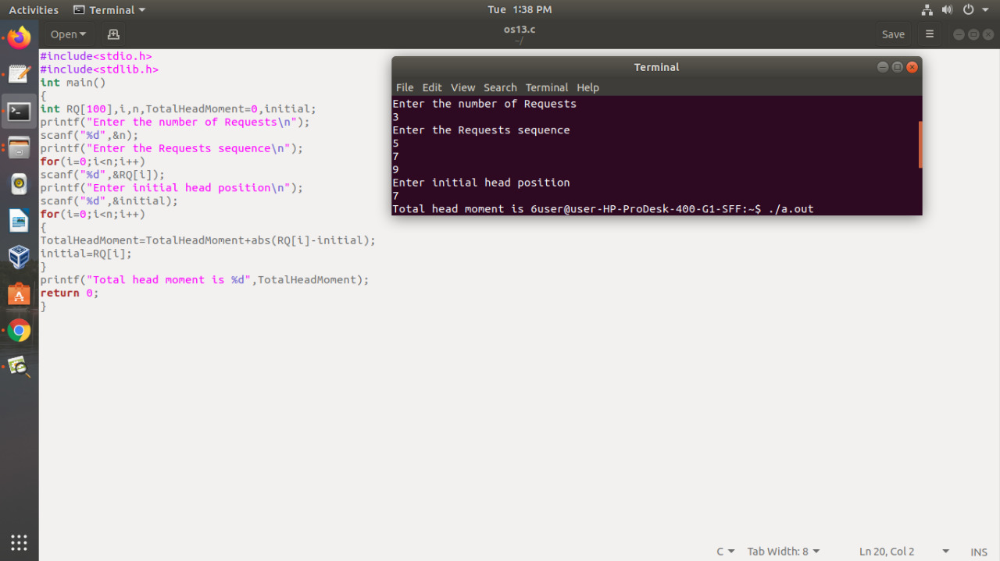 Activities Terminal Tue 1:38 PM
Open os13.c Save
~/
#include<stdio.h>
#include<stdlib.h>
int main()
{
int RQ[100],i,n,TotalHeadMoment=0,initial;
printf("Enter the number of Requests\n");
scanf("%d",&n);
printf("Enter the Requests sequence\n");
for(i=0;i<n;i++)
scanf("%d",&RQ[i]);
printf("Enter initial head position\n");
scanf("%d",&initial);
for(i=0;i<n;i++)
{
TotalHeadMoment=TotalHeadMoment+abs(RQ[i]-initial);
initial=RQ[i];
}
printf("Total head moment is %d",TotalHeadMoment);
return 0;
}
Terminal
File Edit View Search Terminal Help
Enter the number of Requests
3
Enter the Requests sequence
5
7
9
Enter initial head position
7
Total head moment is 6user@user-HP-ProDesk-400-G1-SFF:~$ ./a.out
C Tab Width: 8 Ln 20, Col 2 INS